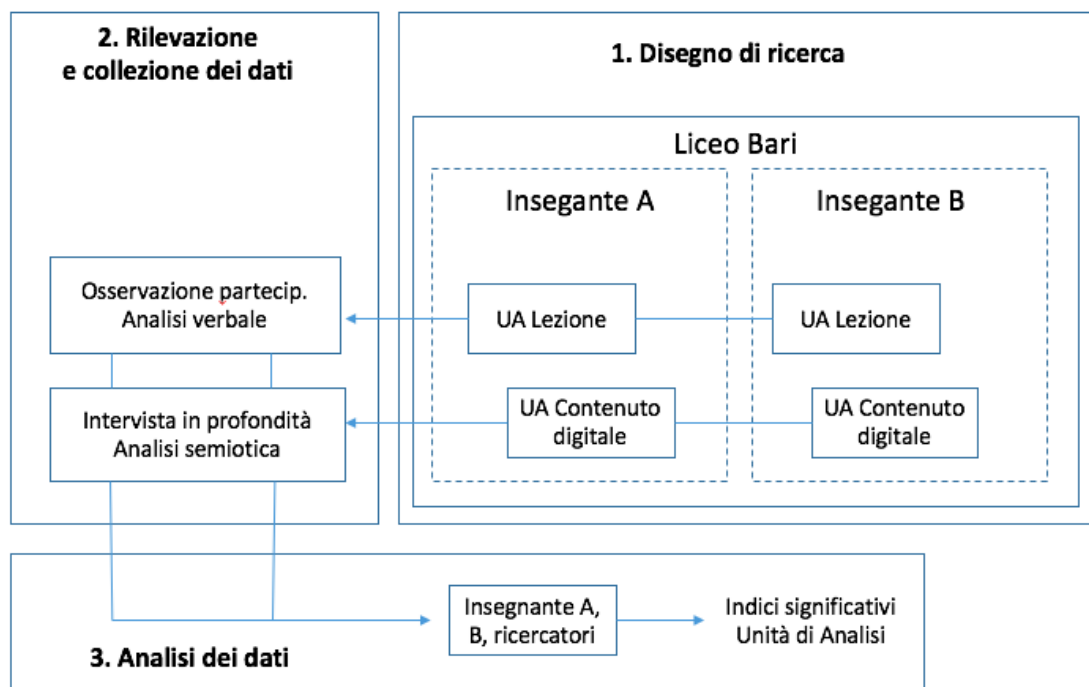 2. Rilevazione
e collezione dei dati
Osservazione partecip.
Analisi verbale
Intervista in profondità
Analisi semiotica
1. Disegno di ricerca
Liceo Bari
Insegante A
Insegante B
UA Lezione
UA Lezione
UA Contenuto
digitale
UA Contenuto
digitale
3. Analisi dei dati
Insegnante A,
B, ricercatori
Indici significativi
Unità di Analisi